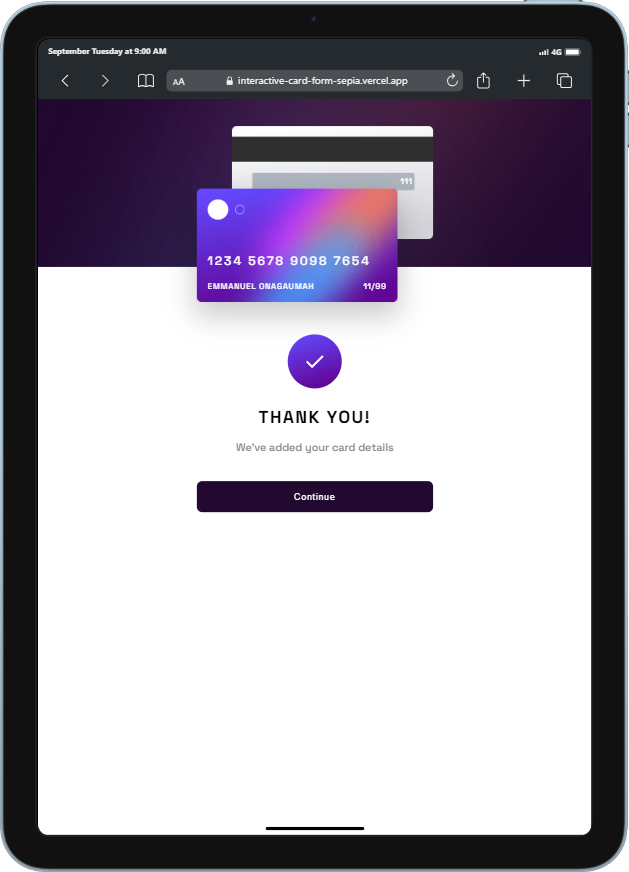 September Tuesday at 9:00 AM
4G
AA
interactive-card-form-sepia.vercel.app
111
1234 5678 9098 7654
EMMANUEL ONAGAUMAH
11/99
THANK YOU!
We've added your card details
Continue